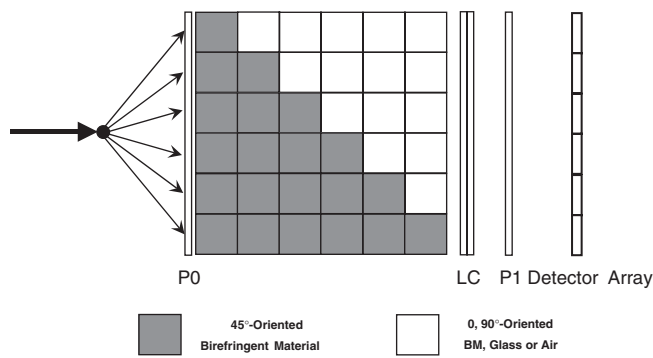 P0
LC
P1
Detector Array
45°-Oriented
Birefringent Material
0, 90°-Oriented
BM, Glass or Air